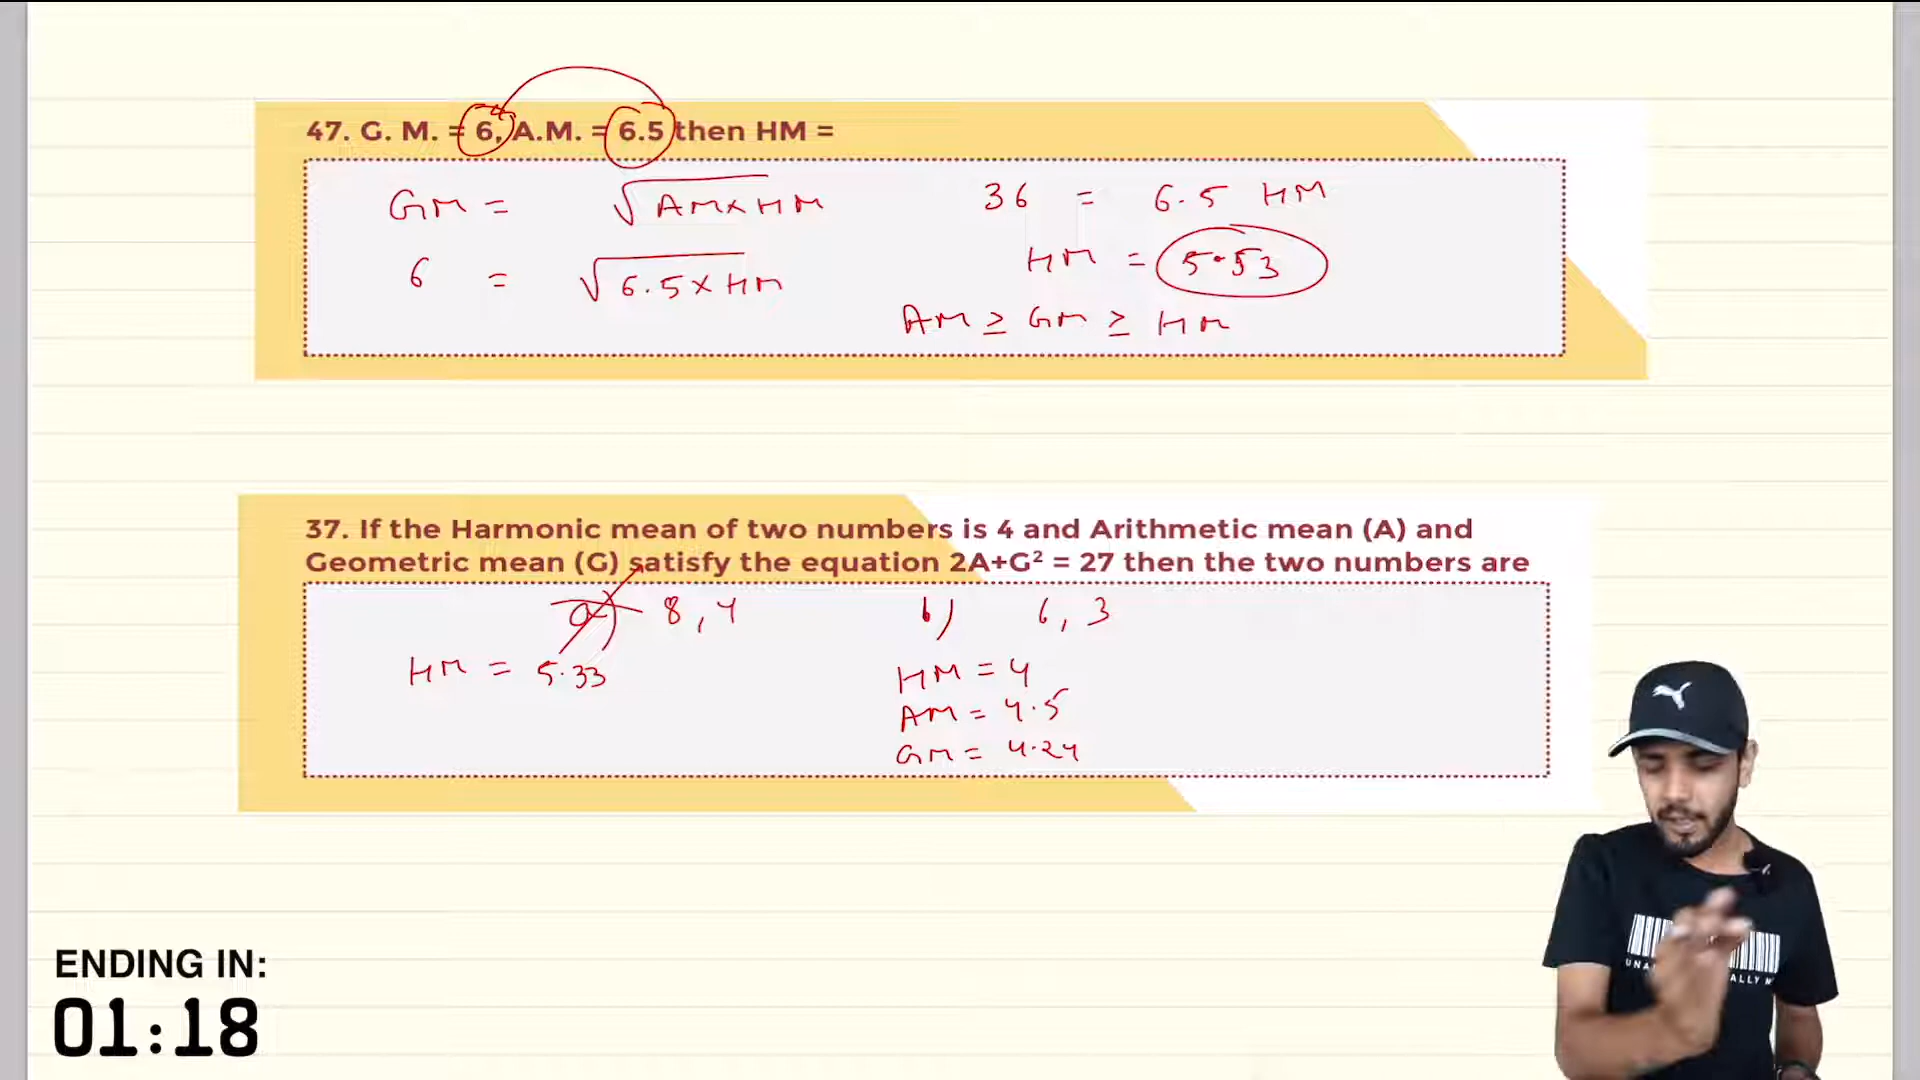 47. G. M. = 6, A.M. = 6.5 then HM =
GM = √AM×HM
6 = √6.5×HM
36 = 6.5 HM
HM = 5.53
AM ≥ GM ≥ HM
37. If the Harmonic mean of two numbers is 4 and Arithmetic mean (A) and
Geometric mean (G) satisfy the equation 2A+G² = 27 then the two numbers are
a) 8, 4
HM = 5.33
b) 6, 3
HM = 4
AM = 4.5
GM = 4.24
ENDING IN:
01:18